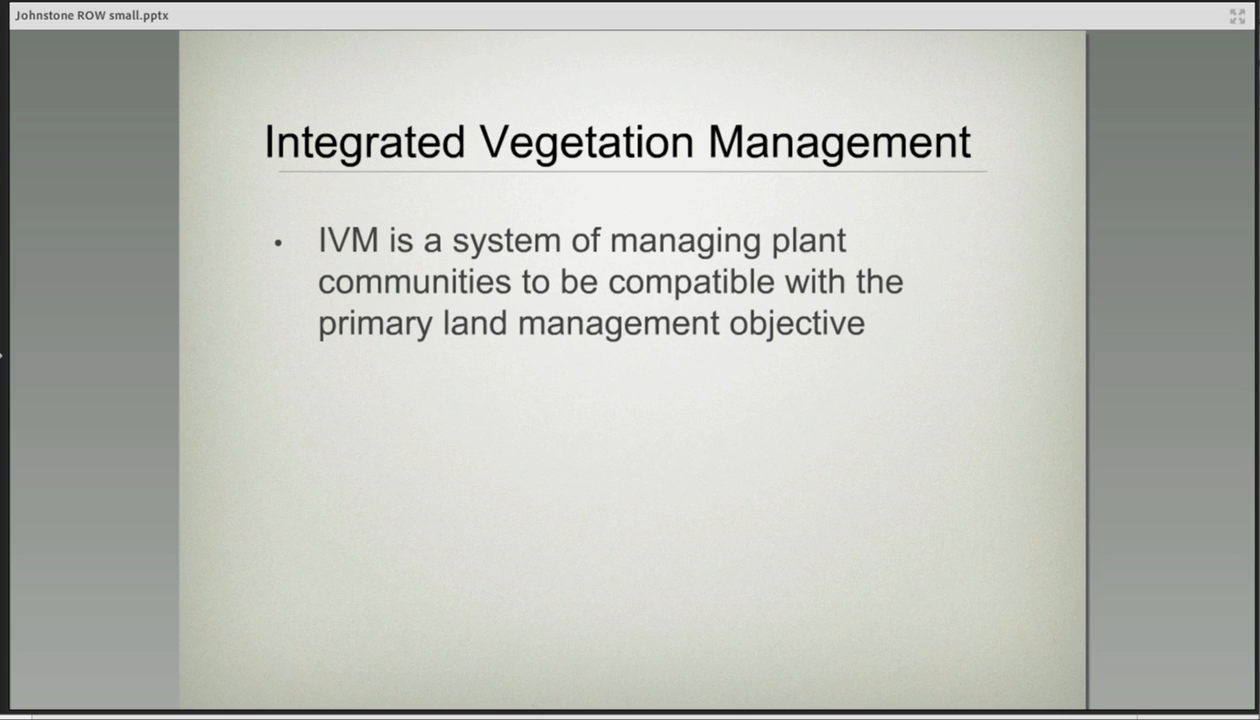 Johnstone ROW small.pptx
Integrated Vegetation Management
• IVM is a system of managing plant
communities to be compatible with the
primary land management objective